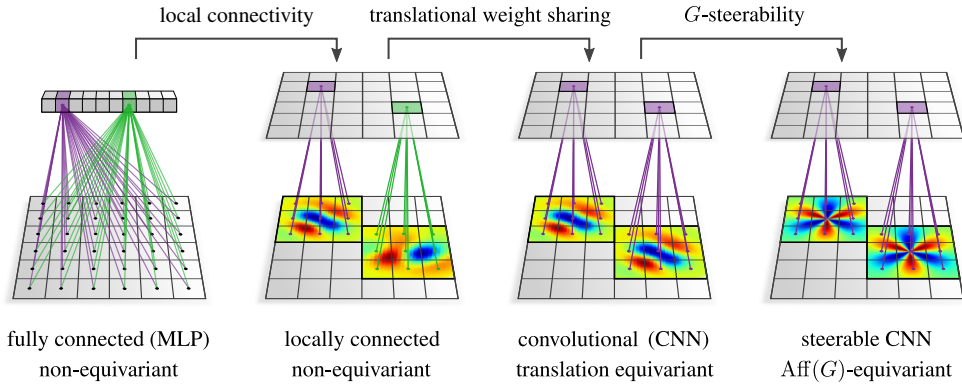 local connectivity
translational weight sharing
G-steerability
fully connected (MLP)
non-equivariant
locally connected
non-equivariant
convolutional (CNN)
translation equivariant
steerable CNN
Aff(G)-equivariant